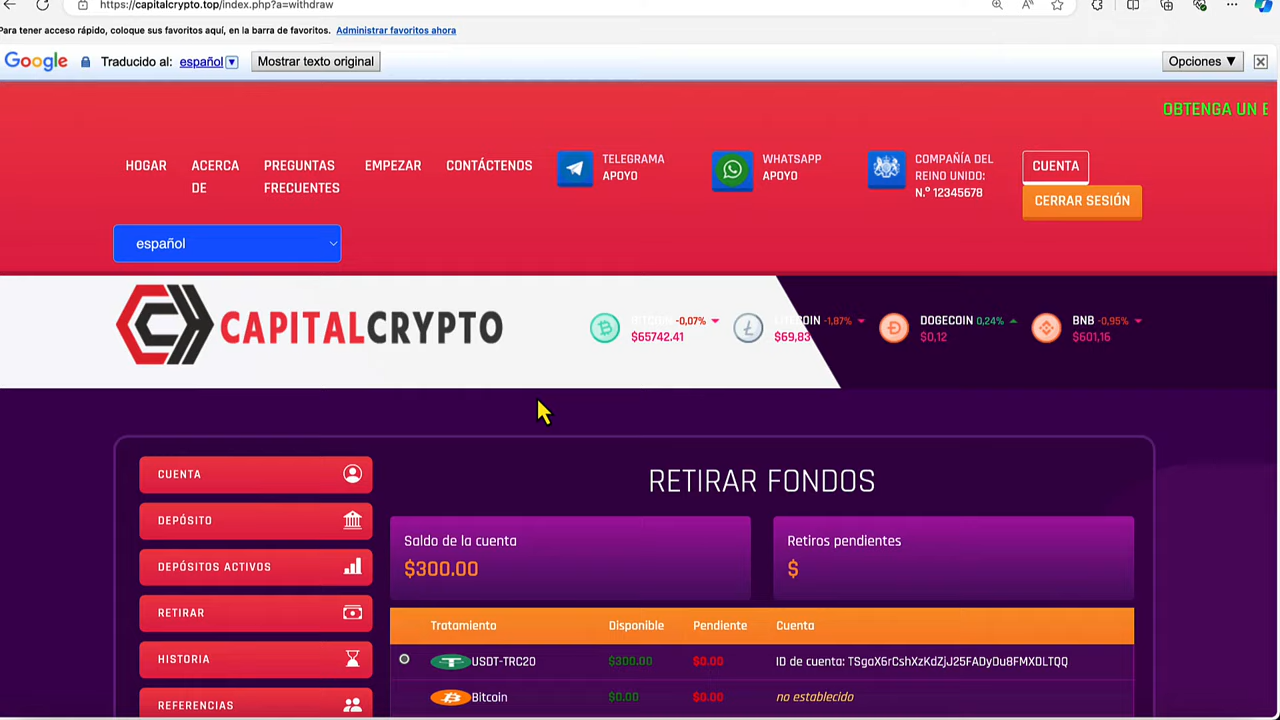 https://capitalcrypto.top/index.php?a=withdraw
Para tener acceso rápido, coloque sus favoritos aquí, en la barra de favoritos. Administrar favoritos ahora
Google Traducido al: español Mostrar texto original Opciones ▼
OBTENGA UN E
HOGAR
ACERCA DE
PREGUNTAS FRECUENTES
EMPEZAR
CONTÁCTENOS
TELEGRAMA
APOYO
WHATSAPP
APOYO
COMPAÑÍA DEL
REINO UNIDO:
N.º 12345678
CUENTA
CERRAR SESIÓN
español
CAPITALCRYPTO
BITCOIN -0,07%
$65742.41
LITECOIN -1,87%
$69,83
DOGECOIN 0,24%
$0,12
BNB -0,95%
$601,16
CUENTA
DEPÓSITO
DEPÓSITOS ACTIVOS
RETIRAR
HISTORIA
REFERENCIAS
RETIRAR FONDOS
Saldo de la cuenta
$300.00
Retiros pendientes
$
Tratamiento Disponible Pendiente Cuenta
USDT-TRC20 $300.00 $0.00 ID de cuenta: TSgaX6rCshXzKdZjJ25FADyDu8FMXDLTQQ
Bitcoin $0.00 $0.00 no establecido